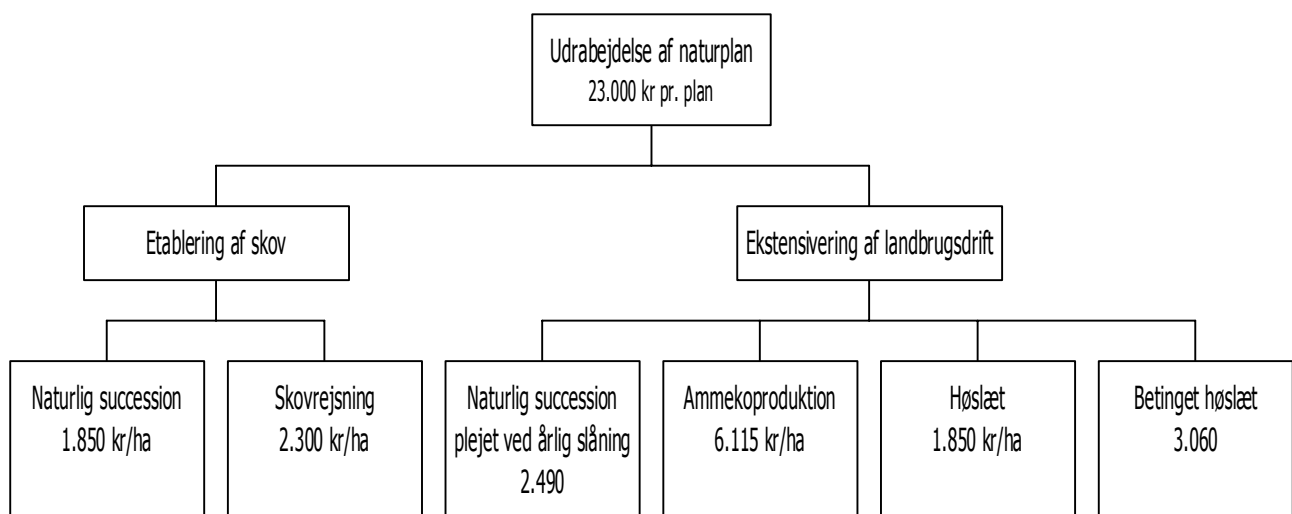 Udrabejdelse af naturplan
23.000 kr pr. plan
Etablering af skov
Ekstensivering af landbrugsdrift
Naturlig succession
1.850 kr/ha
Skovrejsning
2.300 kr/ha
Naturlig succession
plejet ved årlig slåning
2.490
Ammekoproduktion
6.115 kr/ha
Høslæt
1.850 kr/ha
Betinget høslæt
3.060